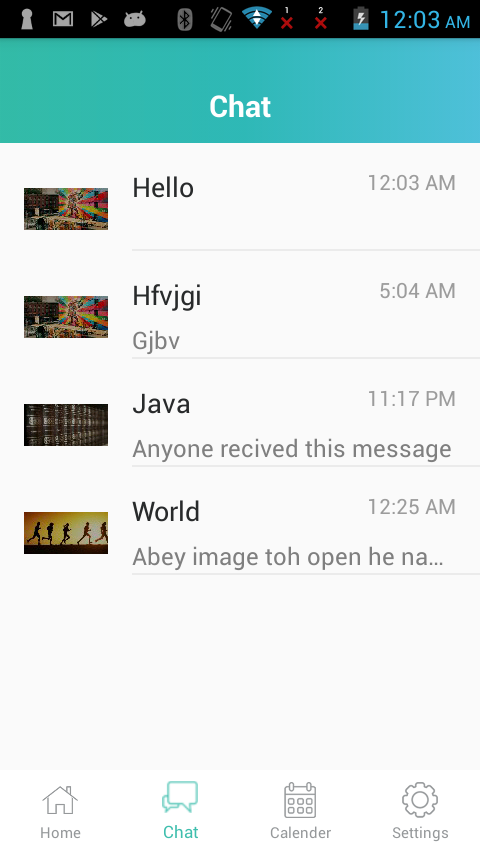 1 2 12:03 AM
Chat
Hello 12:03 AM
Hfvjgi 5:04 AM
Gjbv
Java 11:17 PM
Anyone recived this message
World 12:25 AM
Abey image toh open he na…
Home Chat Calender Settings